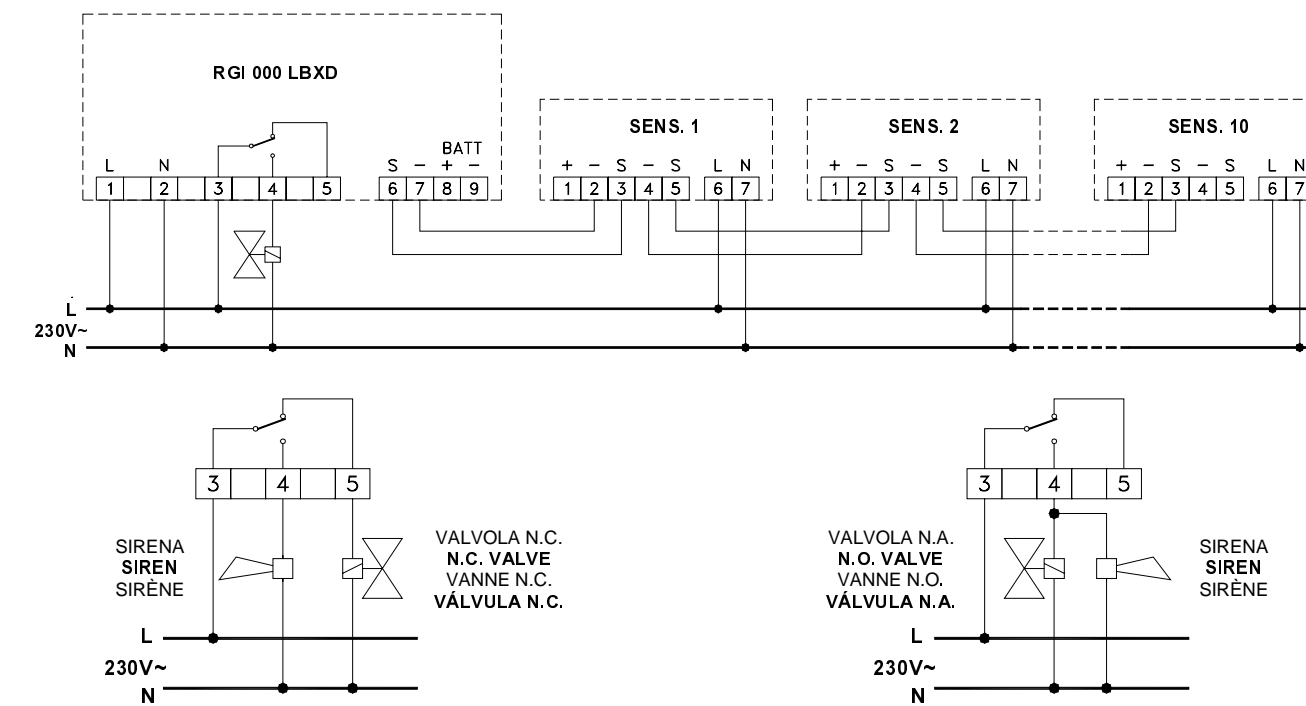 RGI 000 LBXD
BATT
L N S − + −
1 2 3 4 5 6 7 8 9
SENS. 1
+ − S − S L N
1 2 3 4 5 6 7
SENS. 2
+ − S − S L N
1 2 3 4 5 6 7
SENS. 10
+ − S − S L N
1 2 3 4 5 6 7
L
230V~
N
3 4 5
SIRENA
SIREN
SIRÈNE
VALVOLA N.C.
N.C. VALVE
VANNE N.C.
VÁLVULA N.C.
L
230V~
N
3 4 5
VALVOLA N.A.
N.O. VALVE
VANNE N.O.
VÁLVULA N.A.
SIRENA
SIREN
SIRÈNE
L
230V~
N